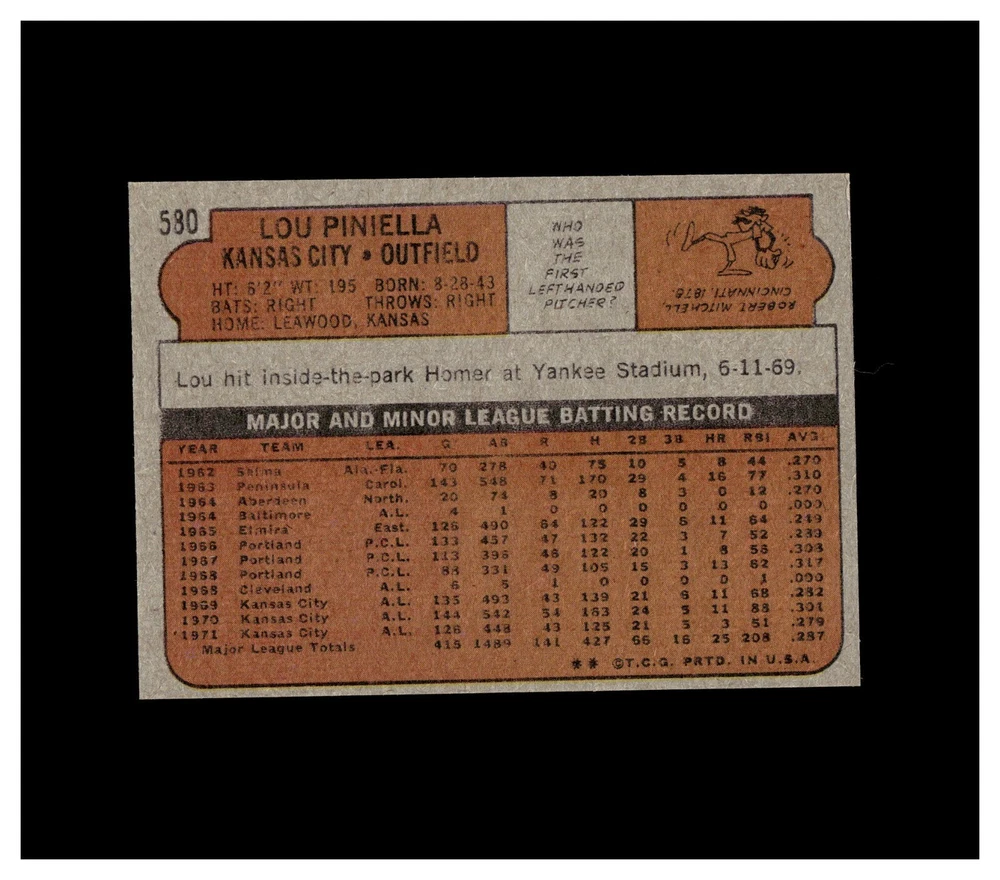 580
LOU PINIELLA
KANSAS CITY • OUTFIELD
HT: 6'2" WT: 195 BORN: 8-28-43
BATS: RIGHT THROWS: RIGHT
HOME: LEAWOOD, KANSAS
WHO
WAS
THE
FIRST
LEFTHANDED
PITCHER?
ROBERT MITCHELL
CINCINNATI, 1878.
Lou hit inside-the-park Homer at Yankee Stadium, 6-11-69.
MAJOR AND MINOR LEAGUE BATTING RECORD
YEAR TEAM LEA. G AB R H 2B 3B HR RBI AVG.
1962 Selma Ala.-Fla. 70 278 40 75 10 5 8 44 .270
1963 Peninsula Carol. 143 548 71 170 29 4 16 77 .310
1964 Aberdeen North. 20 74 8 20 8 3 0 12 .270
1964 Baltimore A.L. 4 1 0 0 0 0 0 0 .000
1965 Elmira East. 126 490 64 122 29 6 11 64 .249
1966 Portland P.C.L. 133 457 47 132 22 3 7 52 .289
1967 Portland P.C.L. 113 396 46 122 20 1 8 56 .308
1968 Portland P.C.L. 88 331 49 105 15 3 13 62 .317
1968 Cleveland A.L. 6 5 1 0 0 0 0 1 .000
1969 Kansas City A.L. 135 493 43 139 21 6 11 68 .282
1970 Kansas City A.L. 144 542 54 163 24 5 11 88 .301
1971 Kansas City A.L. 126 448 43 125 21 5 3 51 .279
Major League Totals 415 1489 141 427 66 16 25 208 .287
** ©T.C.G. PRTD. IN U.S.A.